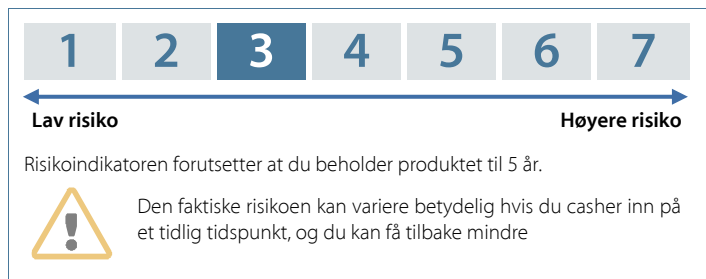 1 2 3 4 5 6 7
Lav risiko Høyere risiko
Risikoindikatoren forutsetter at du beholder produktet til 5 år.
Den faktiske risikoen kan variere betydelig hvis du casher inn på
et tidlig tidspunkt, og du kan få tilbake mindre